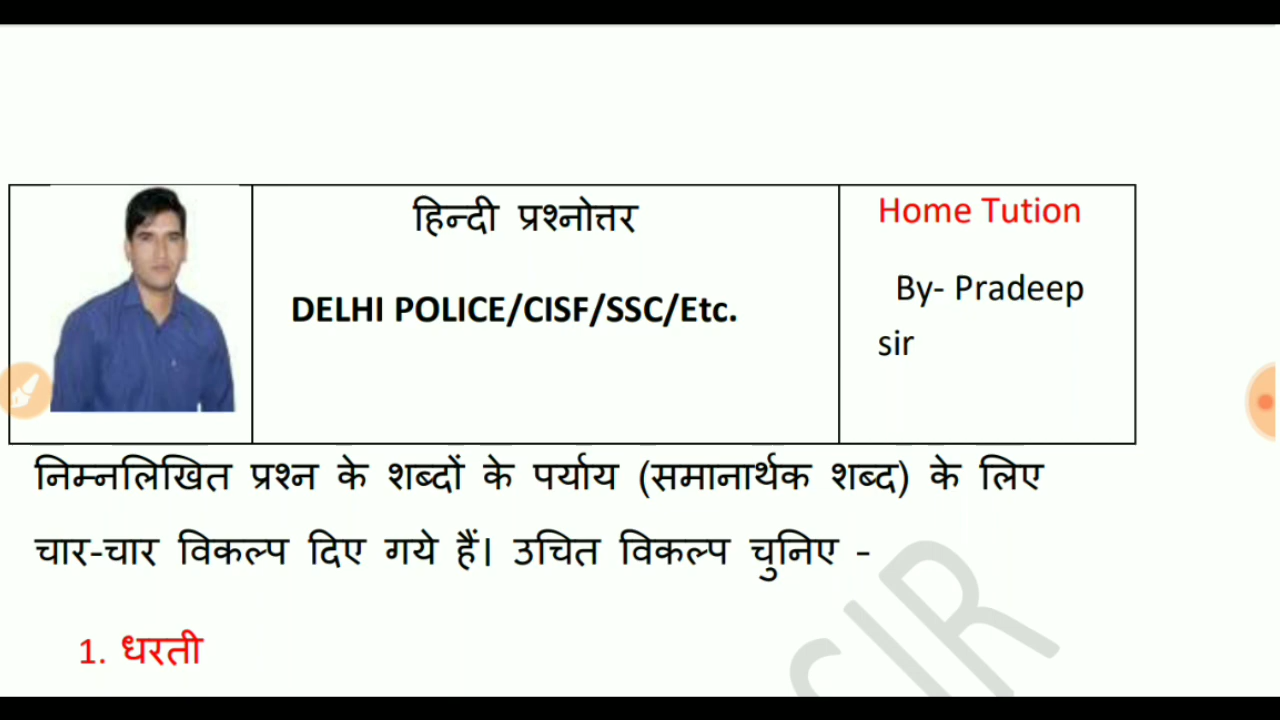 हिन्दी प्रश्नोत्तर
DELHI POLICE/CISF/SSC/Etc.
Home Tution
By- Pradeep
sir
निम्नलिखित प्रश्न के शब्दों के पर्याय (समानार्थक शब्द) के लिए
चार-चार विकल्प दिए गये हैं। उचित विकल्प चुनिए -
1. धरती
SIR